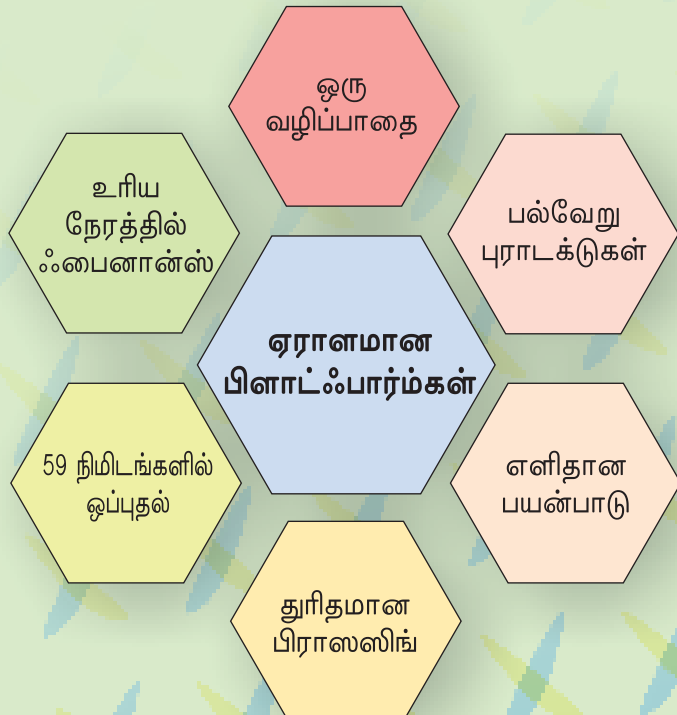 ஒரு
வழிப்பாதை
உரிய
நேரத்தில்
ஃபைனான்ஸ்
பல்வேறு
புராடக்டுகள்
ஏராளமான
பிளாட்ஃபார்ம்கள்
59 நிமிடங்களில்
ஒப்புதல்
எளிதான
பயன்பாடு
துரிதமான
பிராஸஸிங்